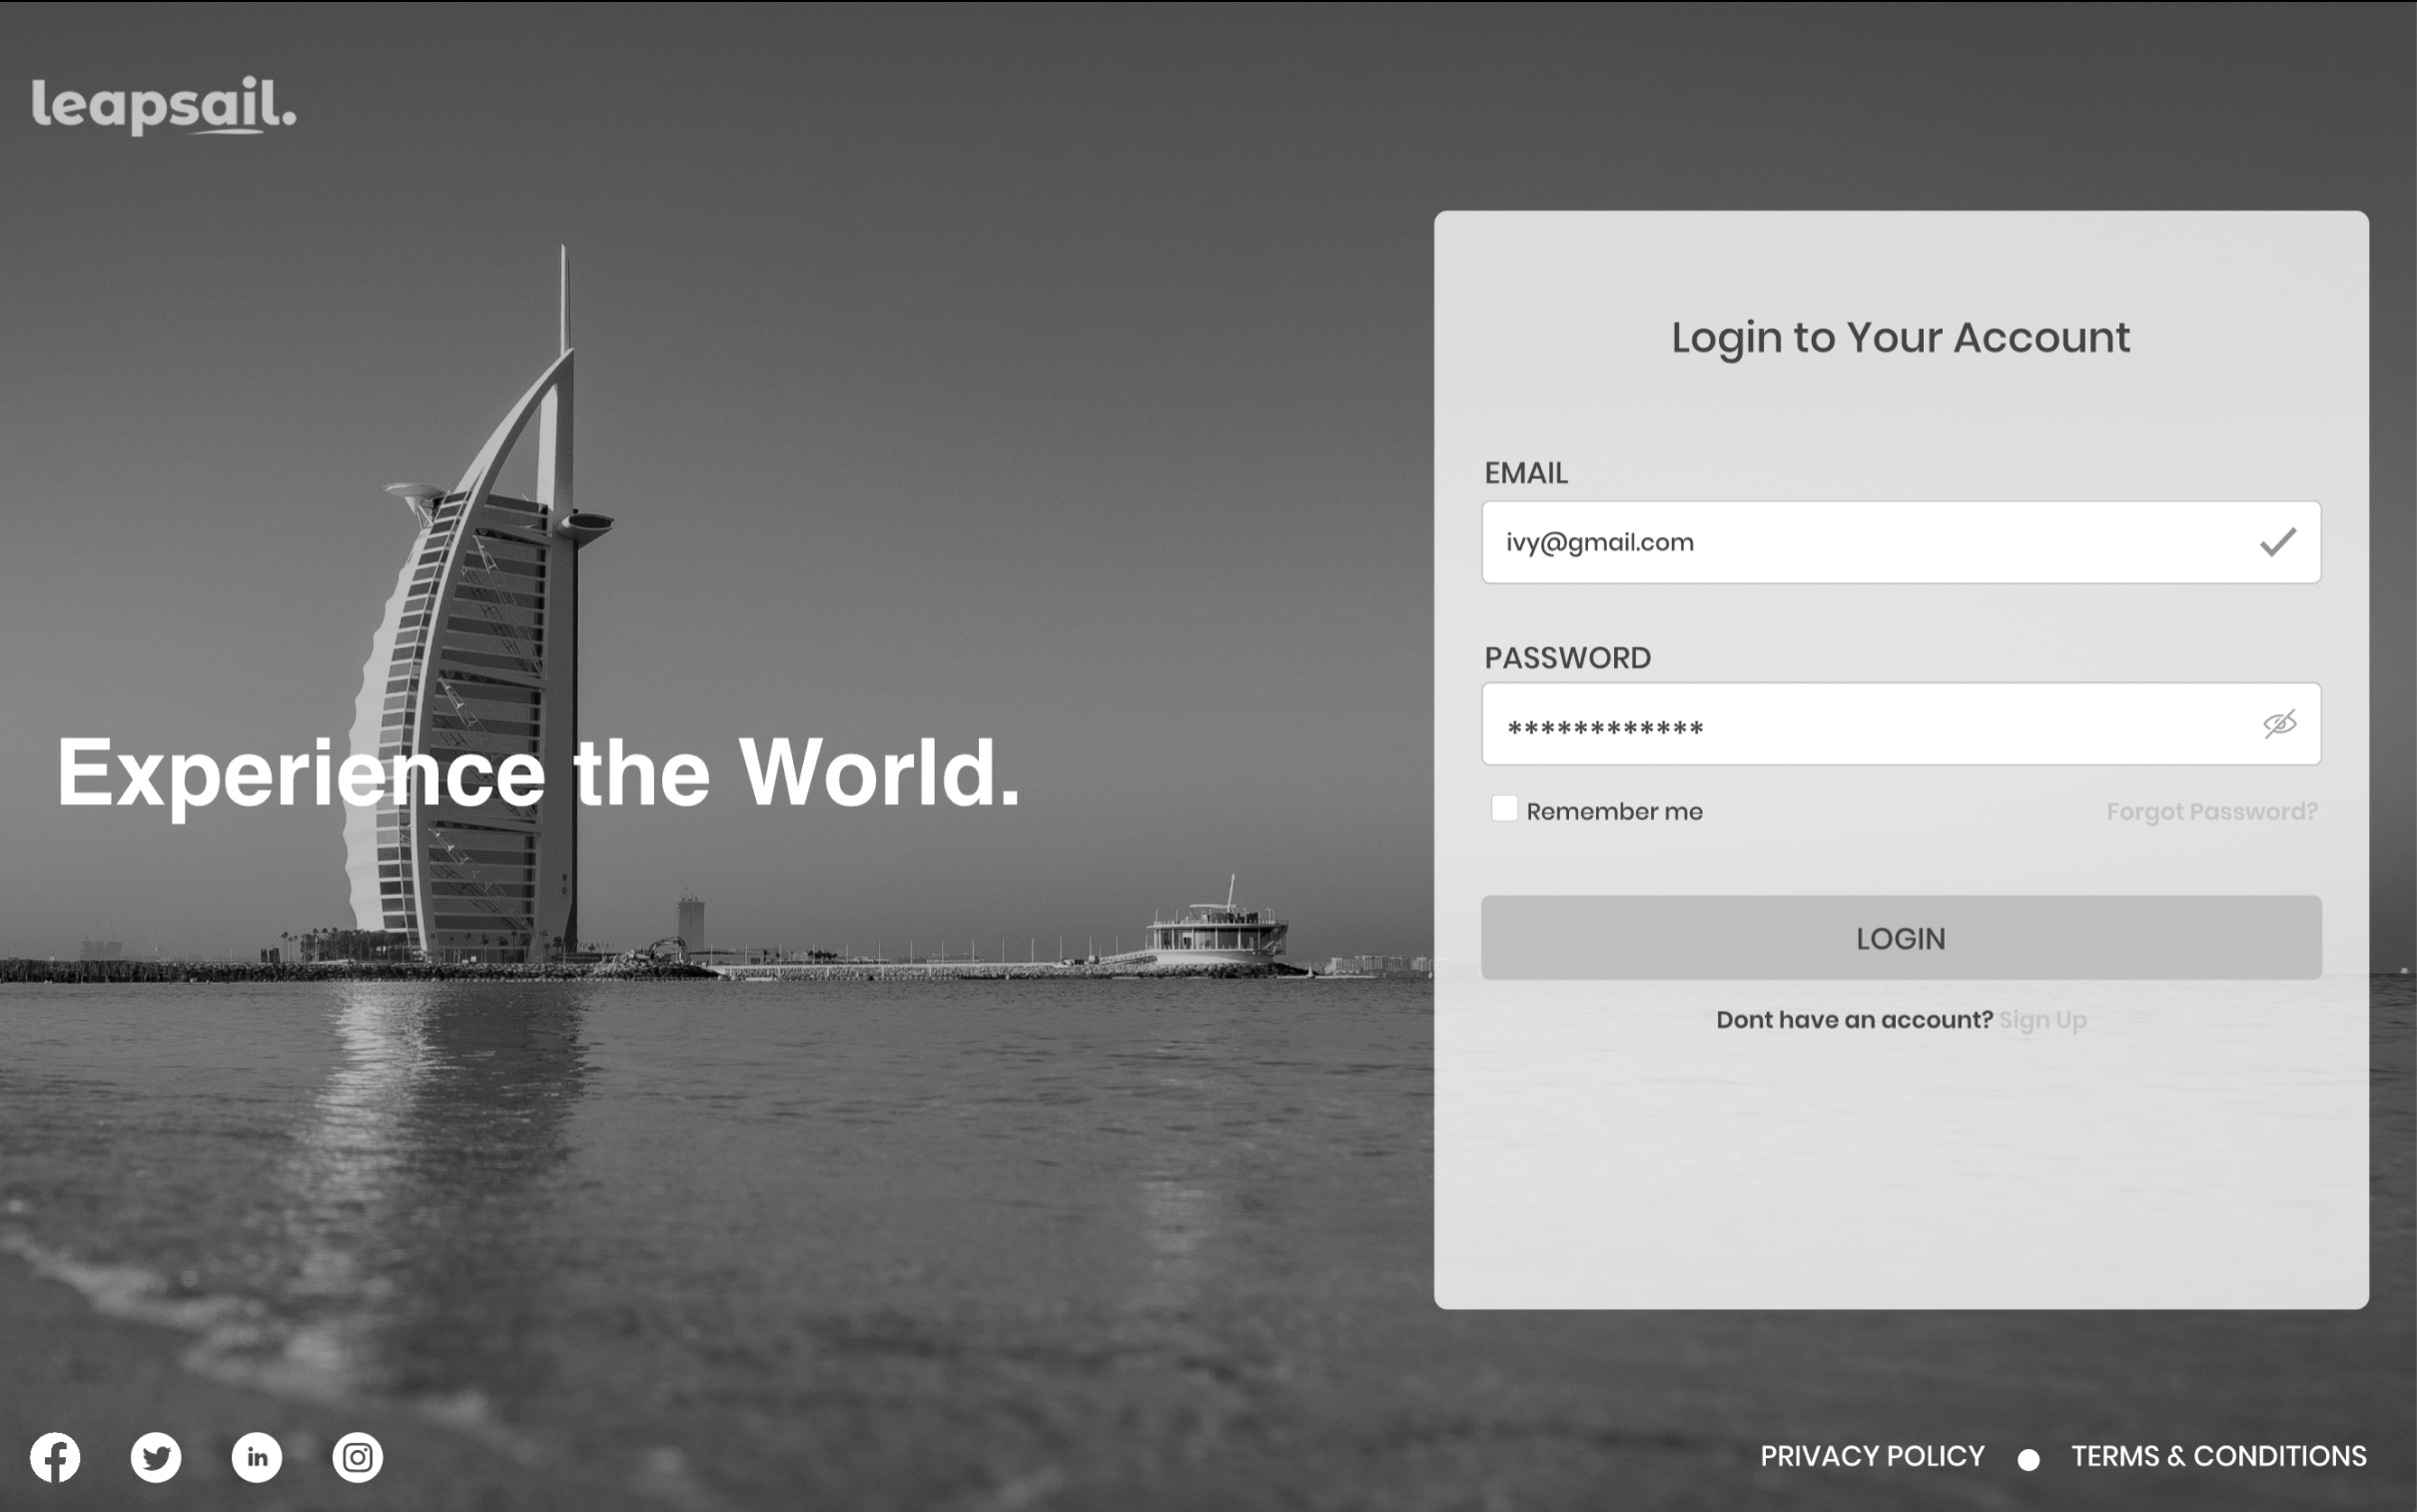 leapsail.
Login to Your Account
EMAIL
ivy@gmail.com
PASSWORD
************
Remember me
Forgot Password?
Experience the World.
LOGIN
Dont have an account? Sign Up
PRIVACY POLICY
TERMS & CONDITIONS